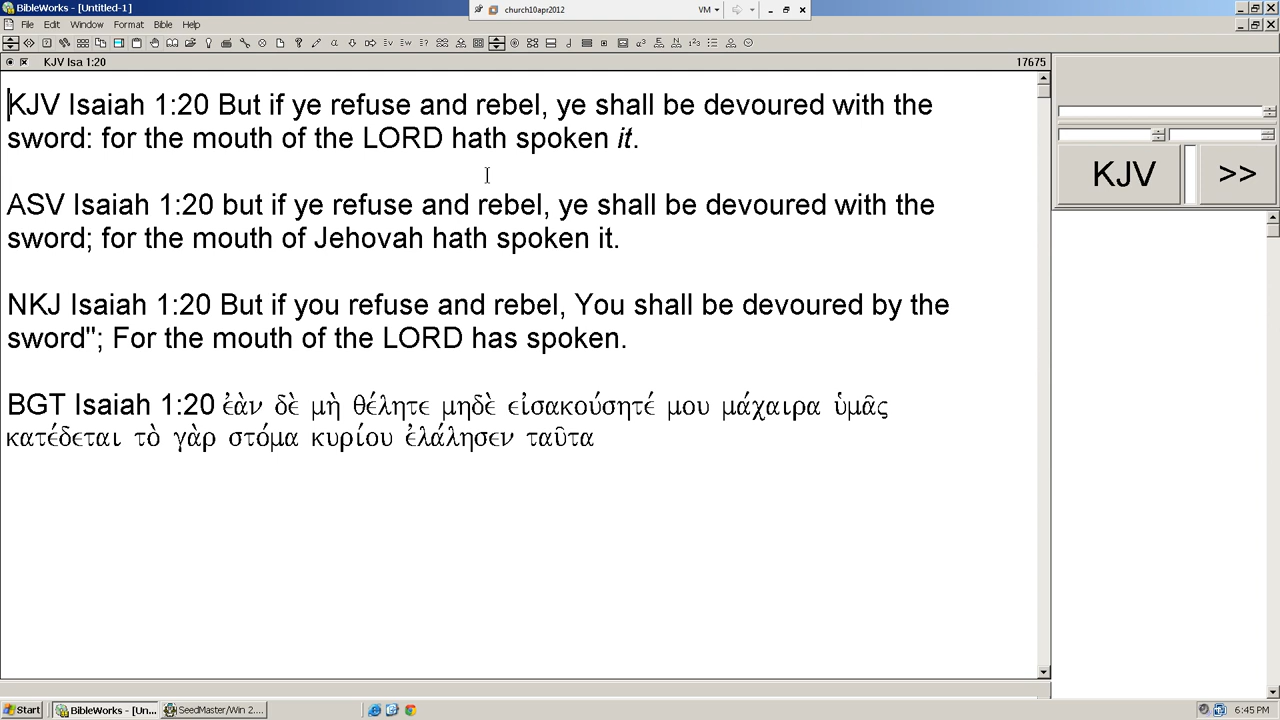 BibleWorks - [Untitled-1]
church10apr2012
VM
File Edit Window Format Bible Help
KJV Isa 1:20
17675
KJV Isaiah 1:20 But if ye refuse and rebel, ye shall be devoured with the
sword: for the mouth of the LORD hath spoken it.
ASV Isaiah 1:20 but if ye refuse and rebel, ye shall be devoured with the
sword; for the mouth of Jehovah hath spoken it.
NKJ Isaiah 1:20 But if you refuse and rebel, You shall be devoured by the
sword"; For the mouth of the LORD has spoken.
BGT Isaiah 1:20 ἐὰν δὲ μὴ θέλητε μηδὲ εἰσακούσητέ μου μάχαιρα ὑμᾶς
κατέδεται τὸ γὰρ στόμα κυρίου ἐλάλησεν ταῦτα
KJV >>
Start BibleWorks - [Un... SeedMaster/Win 2.... 6:45 PM